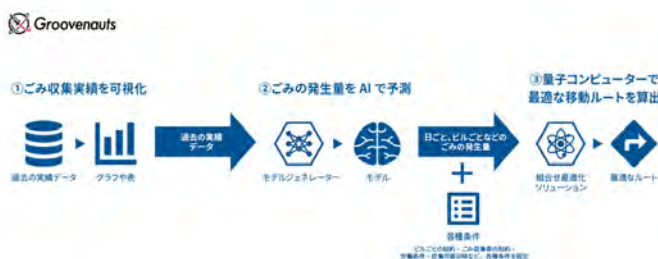 Groovenauts
①ごみ収集実績を可視化
②ごみの発生量を AI で予測
③量子コンピューターで
最適な移動ルートを算出
過去の実績データ
グラフや表
過去の実績
データ
モデルジェネレーター
モデル
日ごと、ビルごとなどの
ごみの発生量
各種条件
組合せ最適化
ソリューション
最適なルート